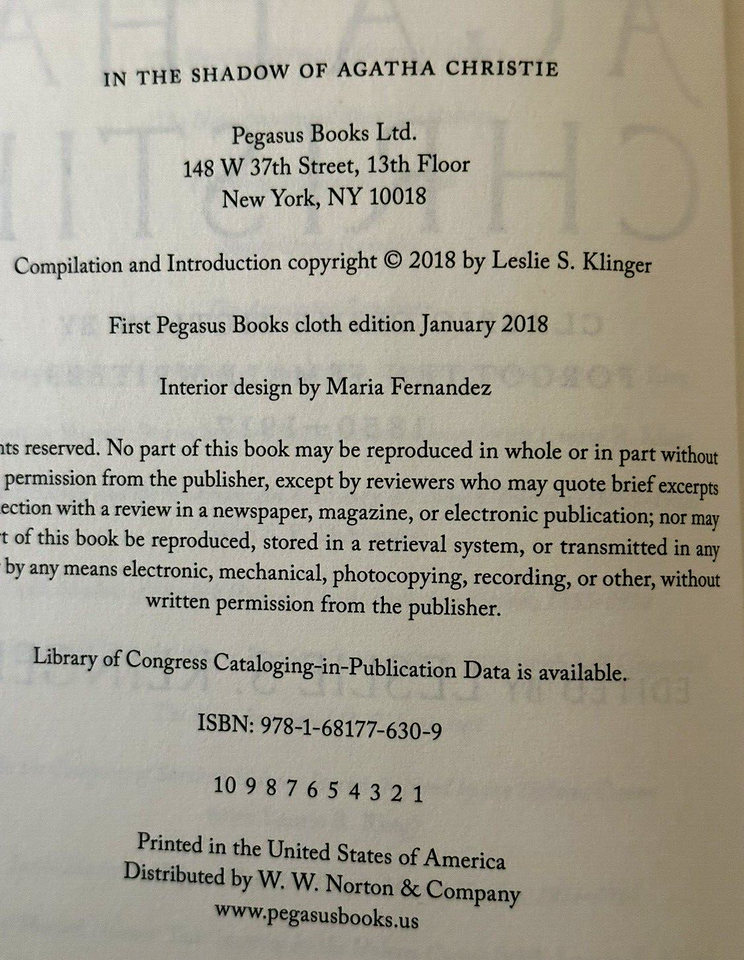 IN THE SHADOW OF AGATHA CHRISTIE
Pegasus Books Ltd.
148 W 37th Street, 13th Floor
New York, NY 10018
Compilation and Introduction copyright © 2018 by Leslie S. Klinger
First Pegasus Books cloth edition January 2018
Interior design by Maria Fernandez
reserved. No part of this book may be reproduced in whole or in part without
permission from the publisher, except by reviewers who may quote brief excerpts
with a review in a newspaper, magazine, or electronic publication; nor may
of this book be reproduced, stored in a retrieval system, or transmitted in any
by any means electronic, mechanical, photocopying, recording, or other, without
written permission from the publisher.
Library of Congress Cataloging-in-Publication Data is available.
ISBN: 978-1-68177-630-9
10 9 8 7 6 5 4 3 2 1
Printed in the United States of America
Distributed by W. W. Norton & Company
www.pegasusbooks.us